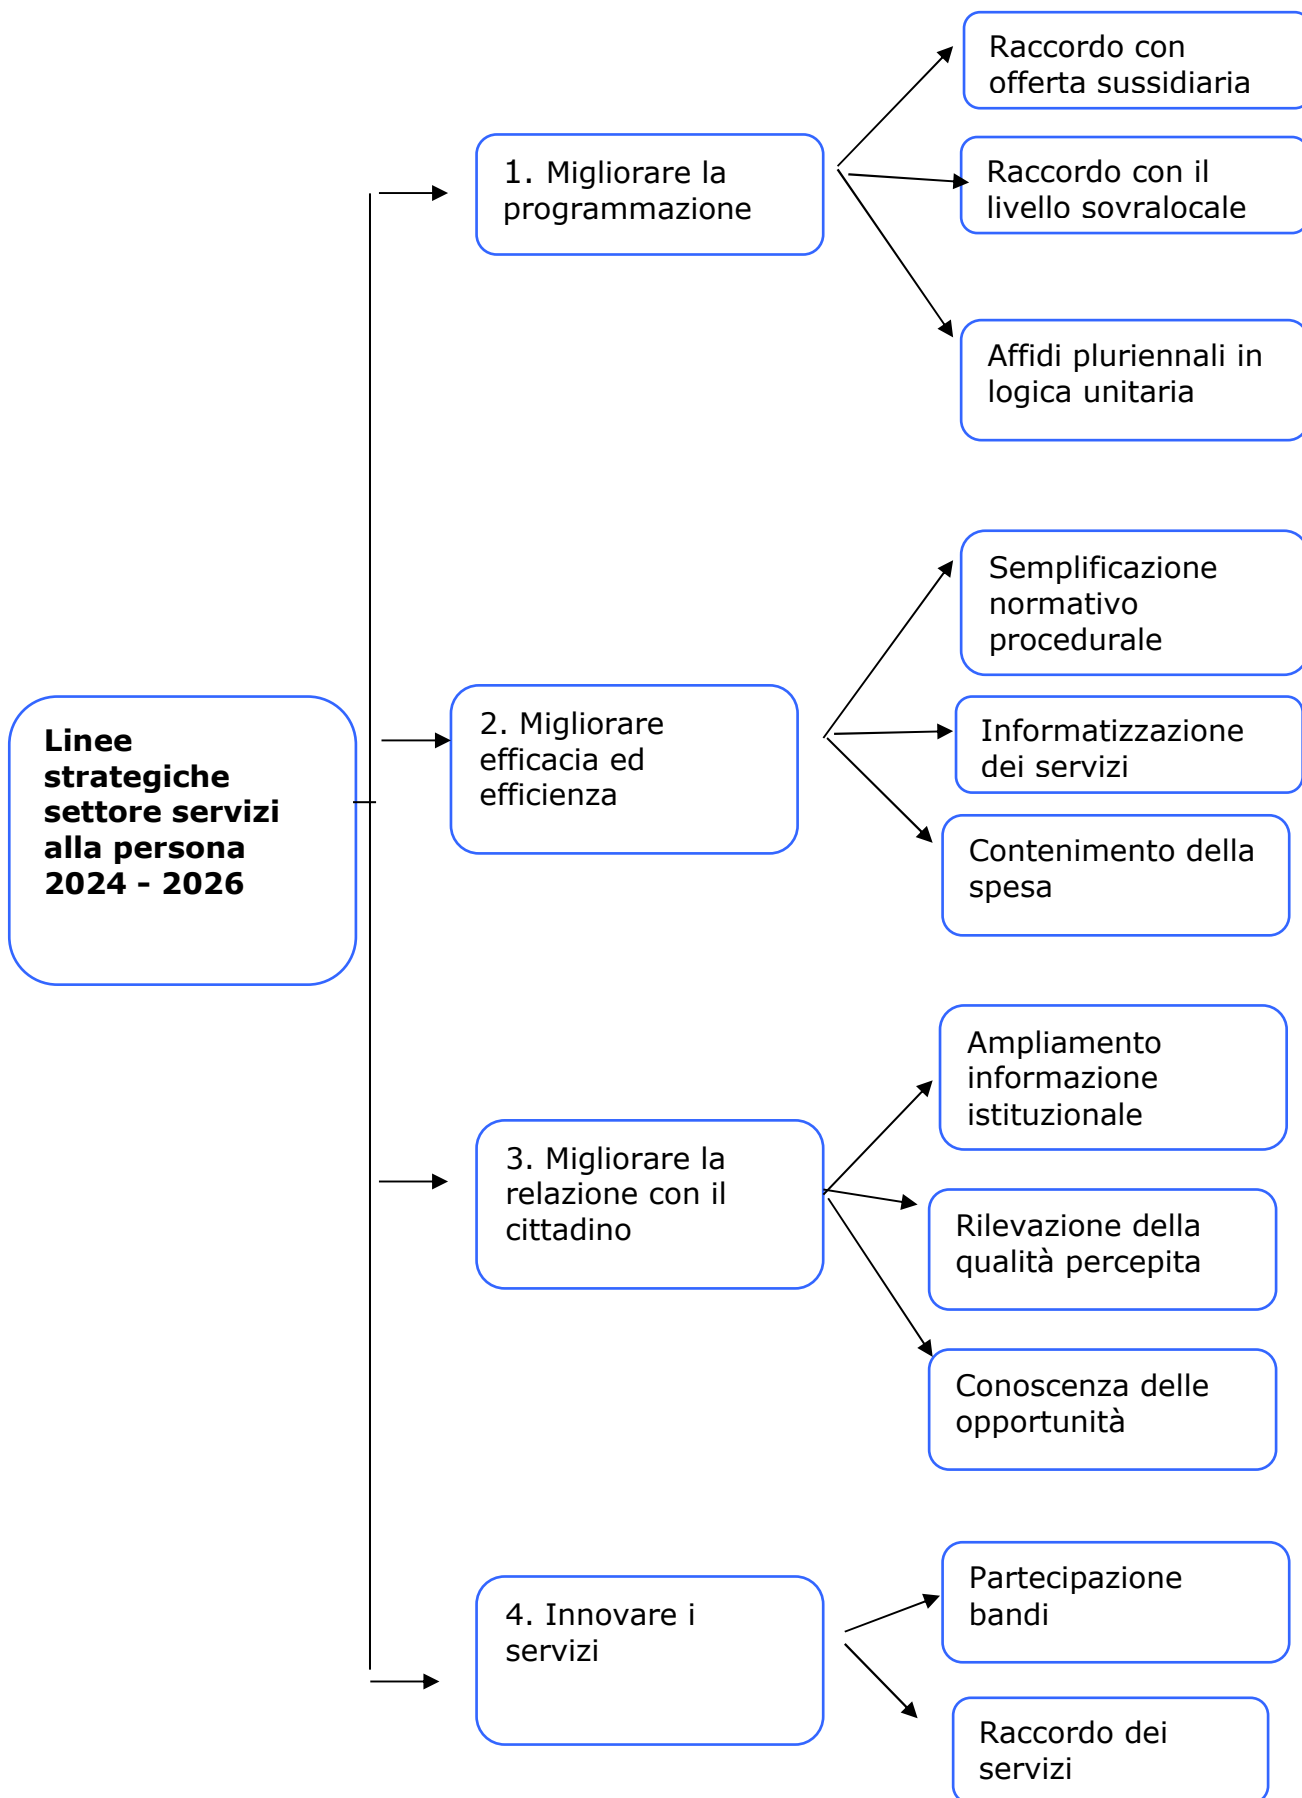 Linee
strategiche
settore servizi
alla persona
2024 - 2026
1. Migliorare la
programmazione
Raccordo con
offerta sussidiaria
Raccordo con il
livello sovralocale
Affidi pluriennali in
logica unitaria
2. Migliorare
efficacia ed
efficienza
Semplificazione
normativo
procedurale
Informatizzazione
dei servizi
Contenimento della
spesa
3. Migliorare la
relazione con il
cittadino
Ampliamento
informazione
istituzionale
Rilevazione della
qualità percepita
Conoscenza delle
opportunità
4. Innovare i
servizi
Partecipazione
bandi
Raccordo dei
servizi